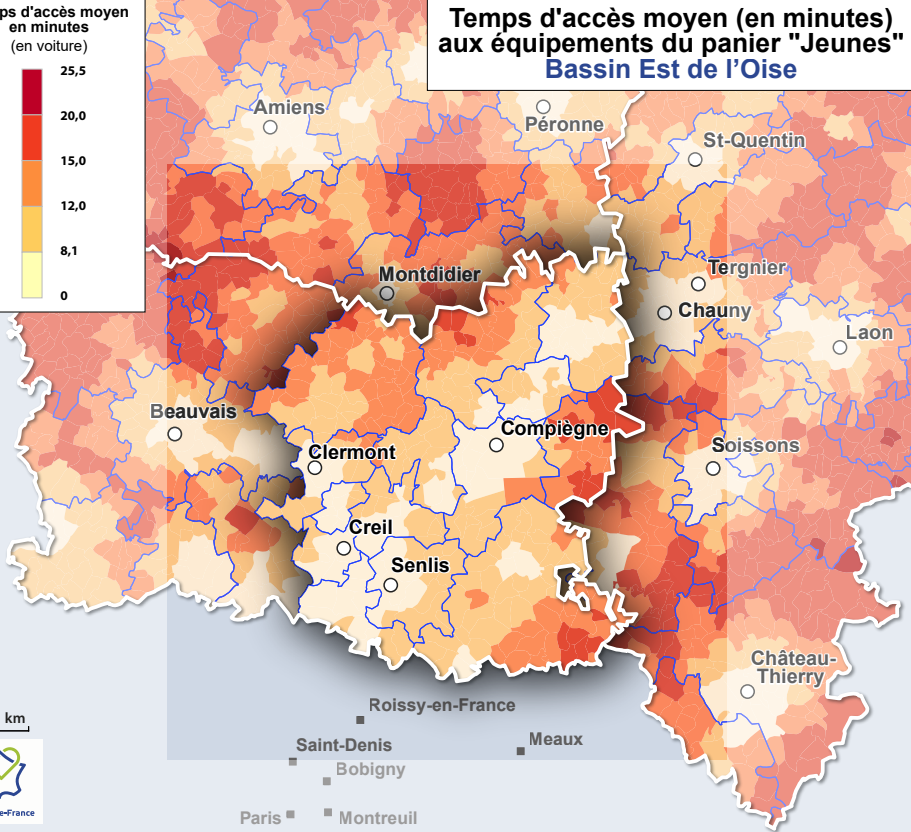 ps d'accès moyen
en minutes
(en voiture)
25,5
20,0
15,0
12,0
8,1
0
Temps d'accès moyen (en minutes)
aux équipements du panier "Jeunes"
Bassin Est de l’Oise
Amiens
Péronne
St-Quentin
Montdidier
Tergnier
Chauny
Laon
Beauvais
Compiègne
Clermont
Soissons
Creil
Senlis
Château-
Thierry
Roissy-en-France
km
Saint-Denis
Meaux
Bobigny
e-France
Paris
Montreuil